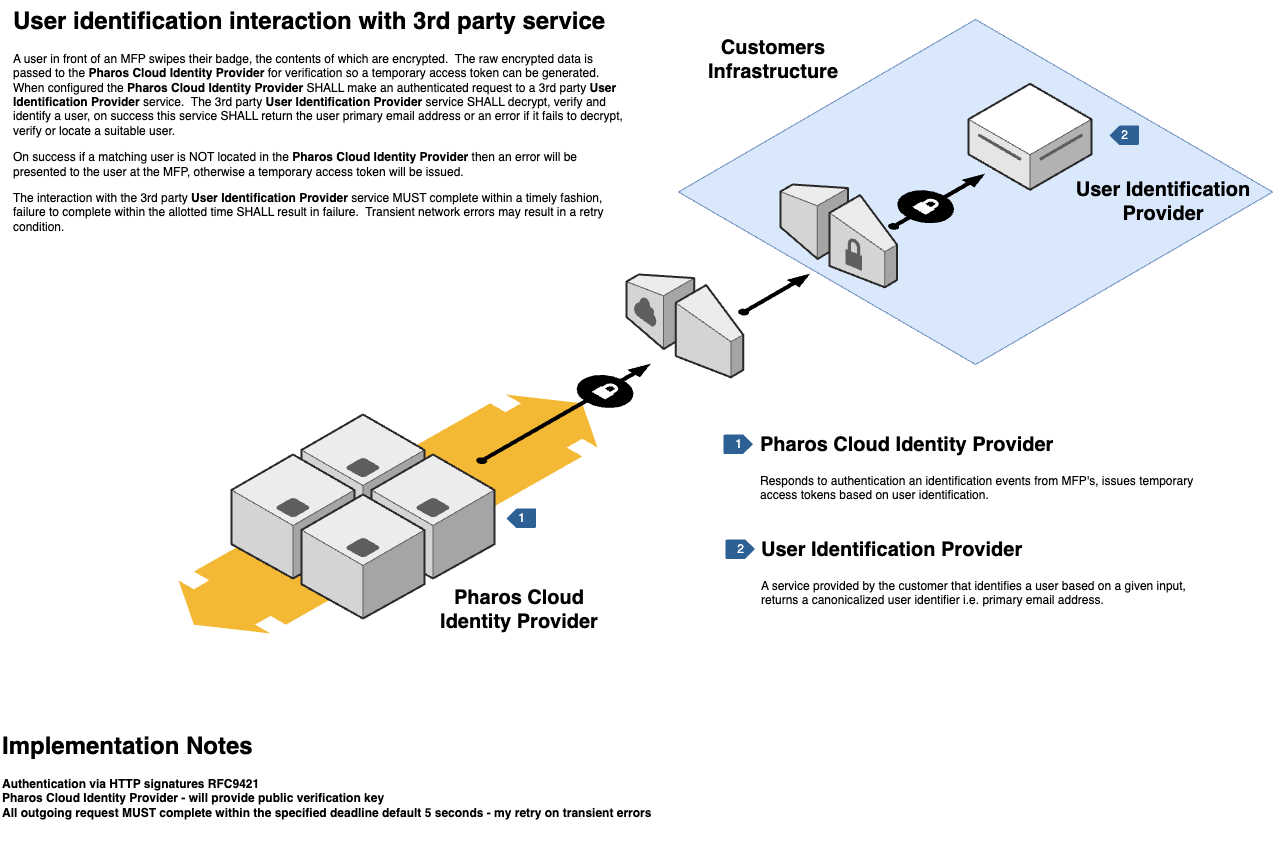 User identification interaction with 3rd party service
A user in front of an MFP swipes their badge, the contents of which are encrypted.  The raw encrypted data is
passed to the Pharos Cloud Identity Provider for verification so a temporary access token can be generated.
When configured the Pharos Cloud Identity Provider SHALL make an authenticated request to a 3rd party User
Identification Provider service.  The 3rd party User Identification Provider service SHALL decrypt, verify and
identify a user, on success this service SHALL return the user primary email address or an error if it fails to decrypt,
verify or locate a suitable user.
On success if a matching user is NOT located in the Pharos Cloud Identity Provider then an error will be
presented to the user at the MFP, otherwise a temporary access token will be issued.
The interaction with the 3rd party User Identification Provider service MUST complete within a timely fashion,
failure to complete within the allotted time SHALL result in failure.  Transient network errors may result in a retry
condition.
Customers
Infrastructure
2
User Identification
Provider
1
Pharos Cloud
Identity Provider
1
Pharos Cloud Identity Provider
Responds to authentication an identification events from MFP's, issues temporary
access tokens based on user identification.
2
User Identification Provider
A service provided by the customer that identifies a user based on a given input,
returns a canonicalized user identifier i.e. primary email address.
Implementation Notes
Authentication via HTTP signatures RFC9421
Pharos Cloud Identity Provider - will provide public verification key
All outgoing request MUST complete within the specified deadline default 5 seconds - my retry on transient errors